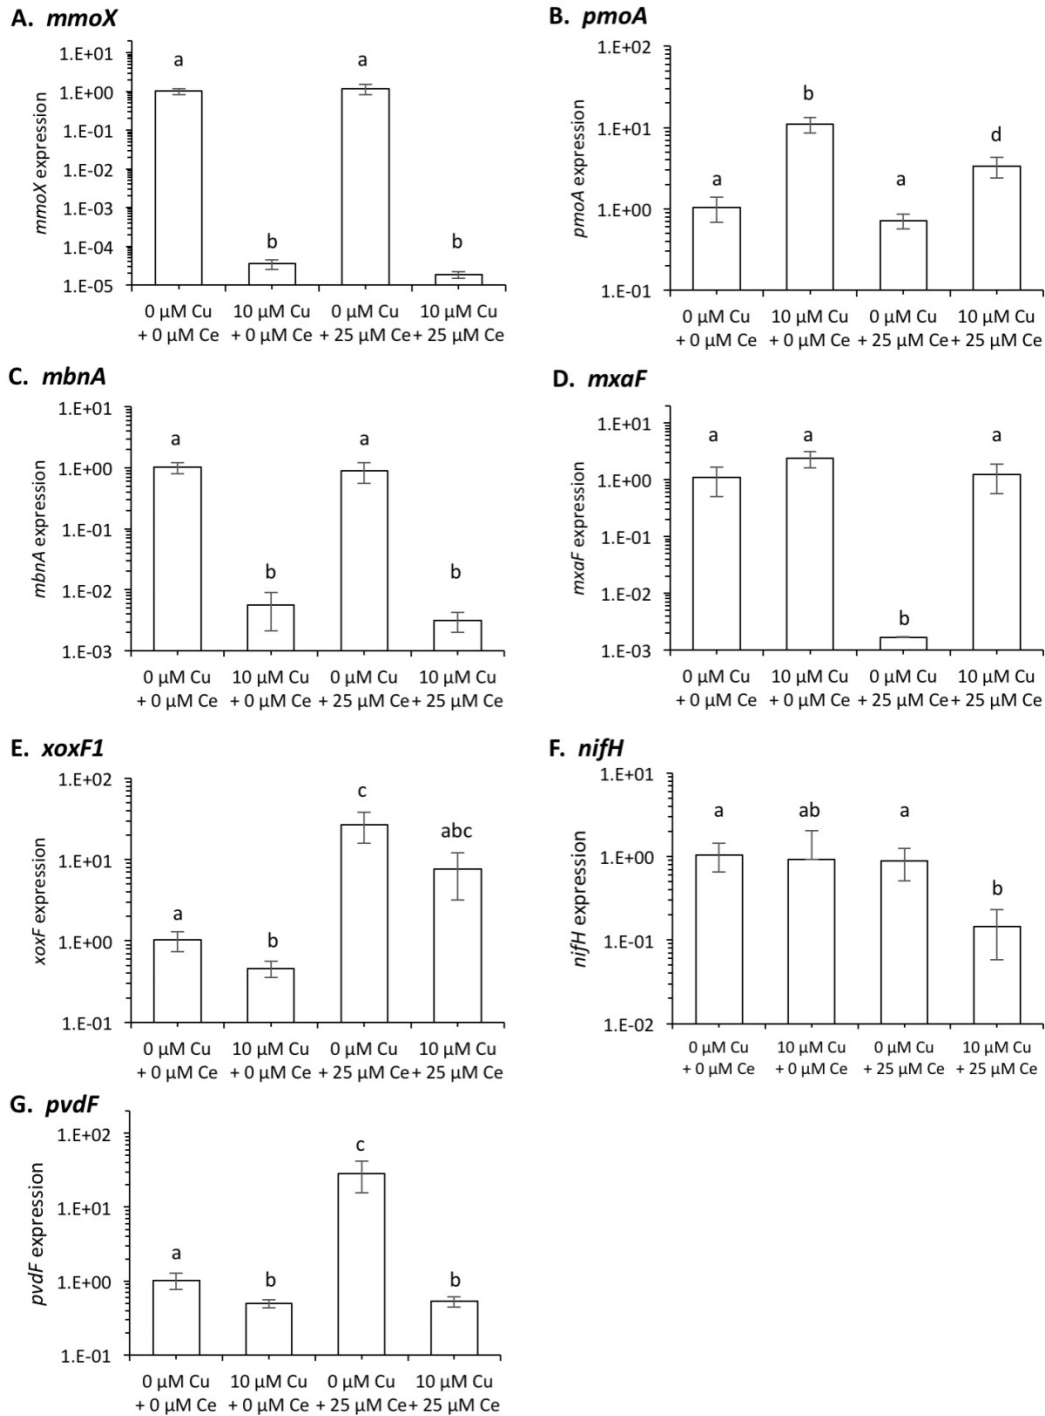 A. mmoX
1.E+01
1.E+00
1.E-01
1.E-02
1.E-03
1.E-04
1.E-05
mmoX expression
a
b
a
b
0 µM Cu 10 µM Cu 0 µM Cu 10 µM Cu
+ 0 µM Ce + 0 µM Ce + 25 µM Ce + 25 µM Ce
B. pmoA
1.E+02
1.E+01
1.E+00
1.E-01
pmoA expression
a
b
a
d
0 µM Cu 10 µM Cu 0 µM Cu 10 µM Cu
+ 0 µM Ce + 0 µM Ce + 25 µM Ce + 25 µM Ce
C. mbnA
1.E+01
1.E+00
1.E-01
1.E-02
1.E-03
mbnA expression
a
b
a
b
0 µM Cu 10 µM Cu 0 µM Cu 10 µM Cu
+ 0 µM Ce + 0 µM Ce + 25 µM Ce + 25 µM Ce
D. mxaF
1.E+01
1.E+00
1.E-01
1.E-02
1.E-03
mxaF expression
a
a
b
a
0 µM Cu 10 µM Cu 0 µM Cu 10 µM Cu
+ 0 µM Ce + 0 µM Ce + 25 µM Ce + 25 µM Ce
E. xoxF1
1.E+02
1.E+01
1.E+00
1.E-01
xoxF expression
a
b
c
abc
0 µM Cu 10 µM Cu 0 µM Cu 10 µM Cu
+ 0 µM Ce + 0 µM Ce + 25 µM Ce + 25 µM Ce
F. nifH
1.E+01
1.E+00
1.E-01
1.E-02
nifH expression
a
ab
a
b
0 µM Cu 10 µM Cu 0 µM Cu 10 µM Cu
+ 0 µM Ce + 0 µM Ce + 25 µM Ce + 25 µM Ce
G. pvdF
1.E+02
1.E+01
1.E+00
1.E-01
pvdF expression
a
b
c
b
0 µM Cu 10 µM Cu 0 µM Cu 10 µM Cu
+ 0 µM Ce + 0 µM Ce + 25 µM Ce + 25 µM Ce